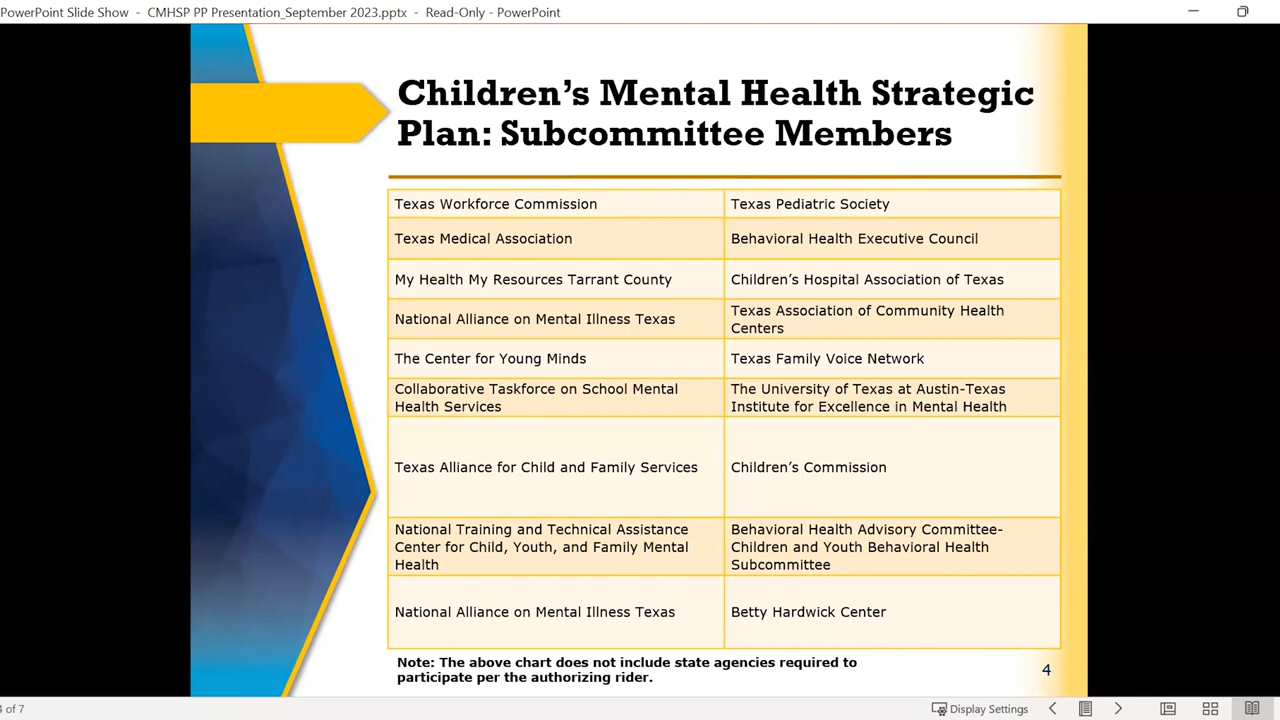 PowerPoint Slide Show - CMHSP PP Presentation_September 2023.pptx - Read-Only - PowerPoint
Children's Mental Health Strategic
Plan: Subcommittee Members
Texas Workforce Commission
Texas Pediatric Society
Texas Medical Association
Behavioral Health Executive Council
My Health My Resources Tarrant County
Children's Hospital Association of Texas
National Alliance on Mental Illness Texas
Texas Association of Community Health
Centers
The Center for Young Minds
Texas Family Voice Network
Collaborative Taskforce on School Mental
Health Services
The University of Texas at Austin-Texas
Institute for Excellence in Mental Health
Texas Alliance for Child and Family Services
Children's Commission
National Training and Technical Assistance
Center for Child, Youth, and Family Mental
Health
Behavioral Health Advisory Committee-
Children and Youth Behavioral Health
Subcommittee
National Alliance on Mental Illness Texas
Betty Hardwick Center
Note: The above chart does not include state agencies required to
participate per the authorizing rider.
4
of 7
Display Settings